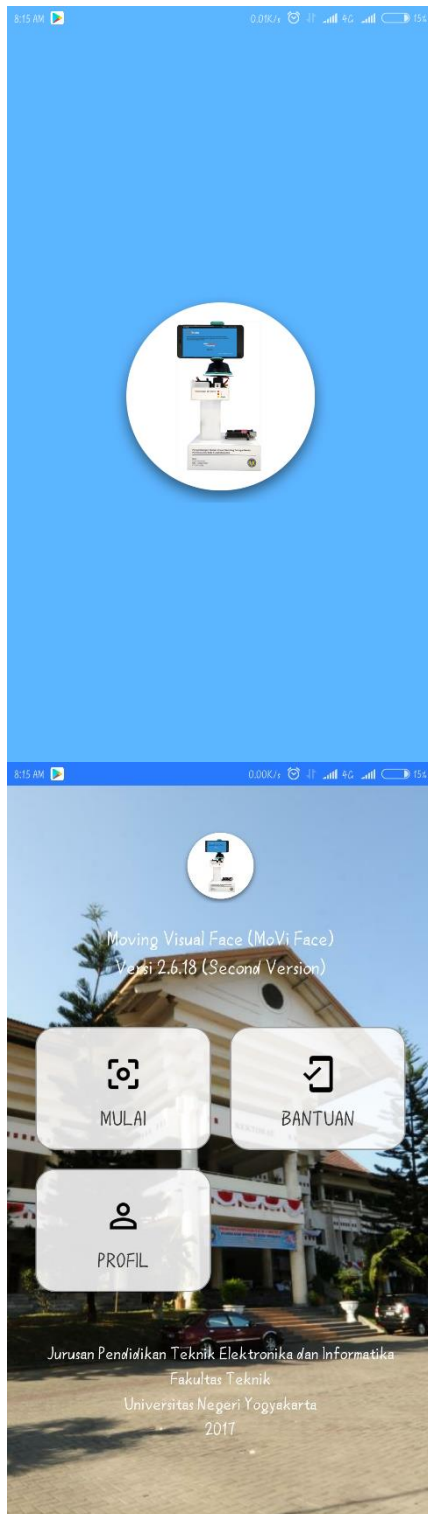 8:15 AM
0.01K/s 4G 15%
8:15 AM
0.00K/s 4G 15%
Moving Visual Face (MoVi Face)
Versi 2.6.18 (Second Version)
MULAI
BANTUAN
PROFIL
Jurusan Pendidikan Teknik Elektronika dan Informatika
Fakultas Teknik
Universitas Negeri Yogyakarta
2017